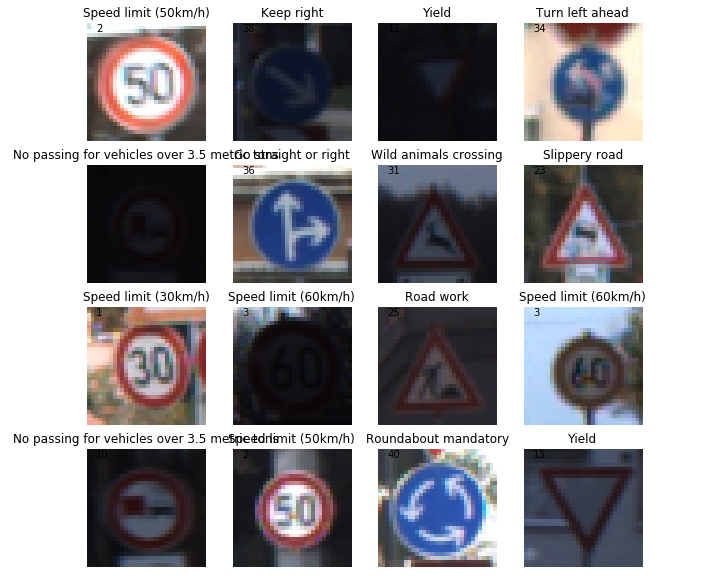 Speed limit (50km/h) Keep right Yield Turn left ahead
2 38 13 34
50
No passing for vehicles over 3.5 metric tons Go straight or right Wild animals crossing Slippery road
10 36 31 23
Speed limit (30km/h) Speed limit (60km/h) Road work Speed limit (60km/h)
1 3 25 3
30 60 60
No passing for vehicles over 3.5 metric tons Speed limit (50km/h) Roundabout mandatory Yield
10 2 40 13
50